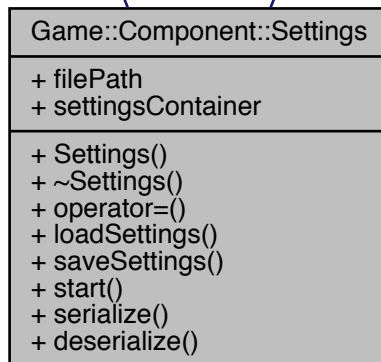 Game::Component::Settings
+ filePath
+ settingsContainer
+ Settings()
+ ~Settings()
+ operator=()
+ loadSettings()
+ saveSettings()
+ start()
+ serialize()
+ deserialize()